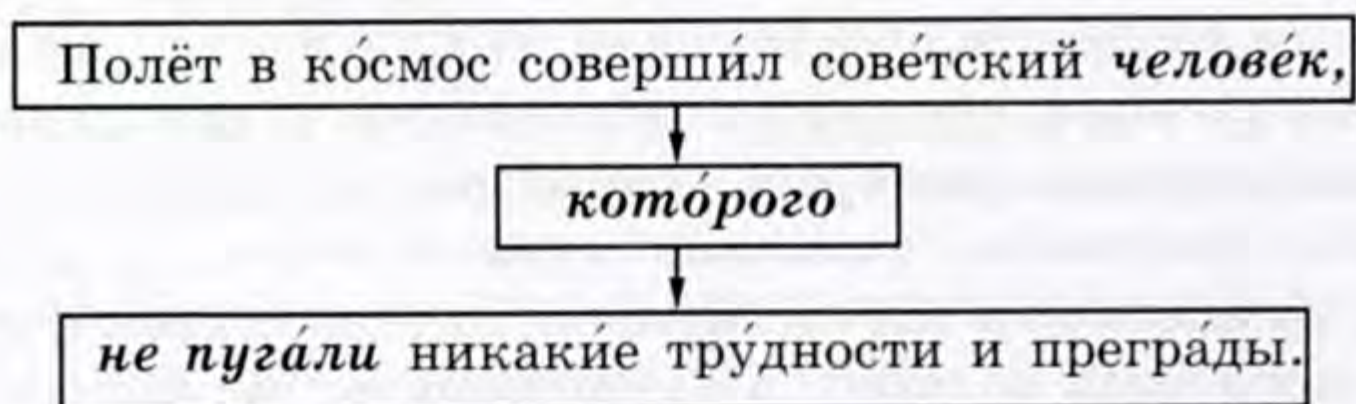 Полёт в ко́смос соверши́л сове́тский челове́к,
кото́рого
не пуга́ли никаки́е тру́дности и прегра́ды.